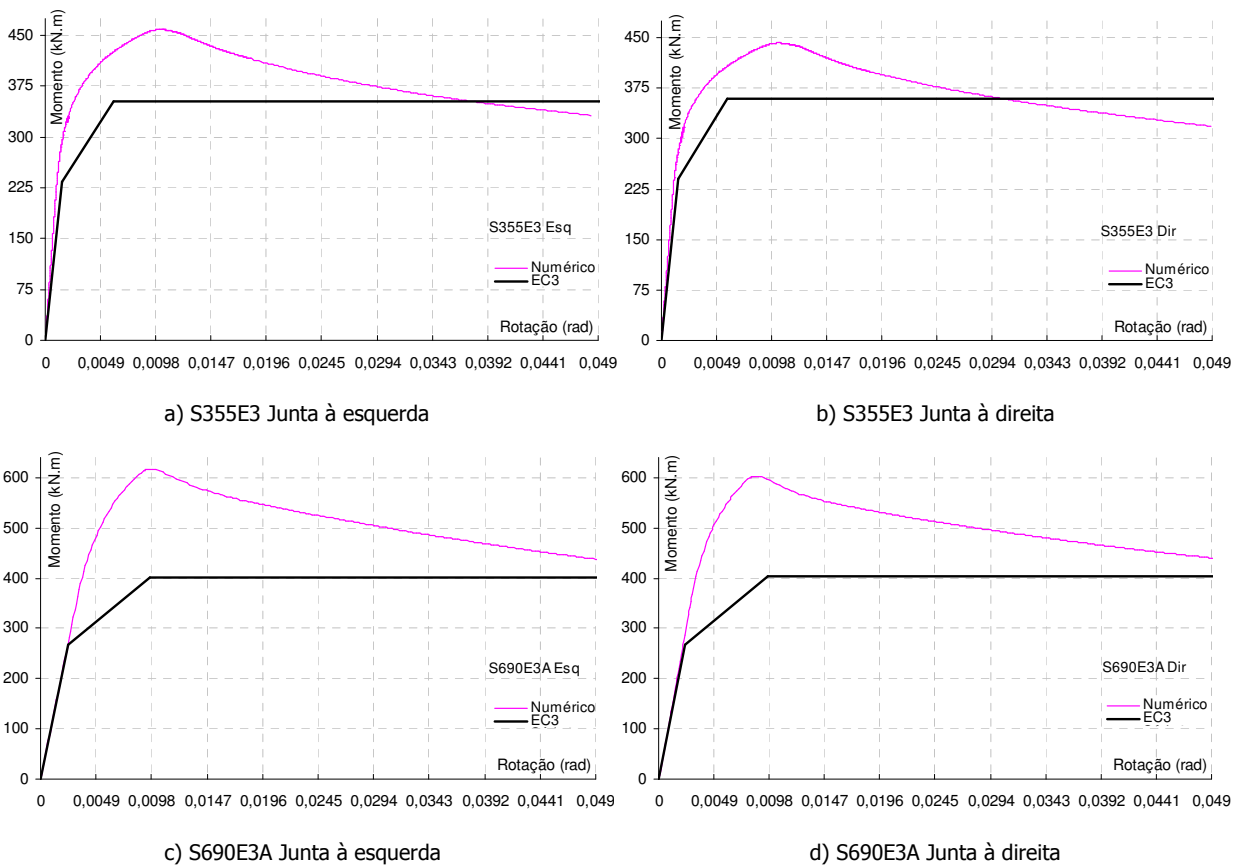 Momento (kN.m)
450
375
300
225
150
75
0
S355E3 Esq
Numérico
EC3
Rotação (rad)
0 0,0049 0,0098 0,0147 0,0196 0,0245 0,0294 0,0343 0,0392 0,0441 0,049
a) S355E3 Junta à esquerda
Momento (kN.m)
450
375
300
225
150
75
0
S355E3 Dir
Numérico
EC3
Rotação (rad)
0 0,0049 0,0098 0,0147 0,0196 0,0245 0,0294 0,0343 0,0392 0,0441 0,049
b) S355E3 Junta à direita
Momento (kN.m)
600
500
400
300
200
100
0
S690E3A Esq
Numérico
EC3
Rotação (rad)
0 0,0049 0,0098 0,0147 0,0196 0,0245 0,0294 0,0343 0,0392 0,0441 0,049
c) S690E3A Junta à esquerda
Momento (kN.m)
600
500
400
300
200
100
0
S690E3A Dir
Numérico
EC3
Rotação (rad)
0 0,0049 0,0098 0,0147 0,0196 0,0245 0,0294 0,0343 0,0392 0,0441 0,049
d) S690E3A Junta à direita